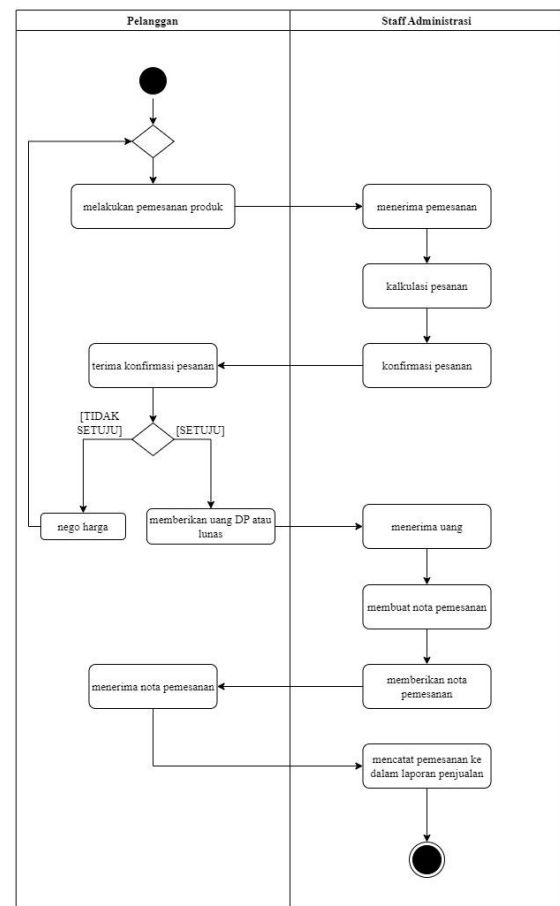 Pelanggan
Staff Administrasi
melakukan pemesanan produk
menerima pemesanan
kalkulasi pesanan
terima konfirmasi pesanan
konfirmasi pesanan
[TIDAK
SETUJU]
[SETUJU]
nego harga
memberikan uang DP atau
lunas
menerima uang
membuat nota pemesanan
menerima nota pemesanan
memberikan nota
pemesanan
mencatat pemesanan ke
dalam laporan penjualan